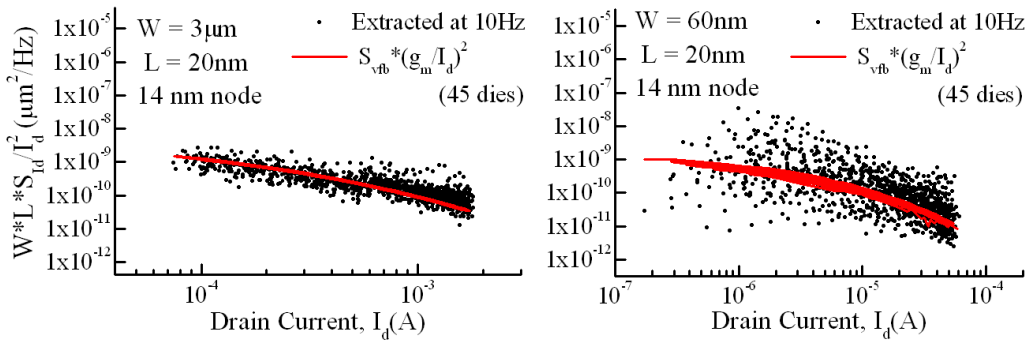 W*L*S_Id/I_d^2 (μm^2/Hz)
1x10^-5
1x10^-6
1x10^-7
1x10^-8
1x10^-9
1x10^-10
1x10^-11
1x10^-12
W = 3μm
L = 20nm
14 nm node
Extracted at 10Hz
S_vfb*(g_m/I_d)^2
(45 dies)
10^-4
10^-3
Drain Current, I_d(A)
1x10^-5
1x10^-6
1x10^-7
1x10^-8
1x10^-9
1x10^-10
1x10^-11
1x10^-12
W = 60nm
L = 20nm
14 nm node
Extracted at 10Hz
S_vfb*(g_m/I_d)^2
(45 dies)
10^-7
10^-6
10^-5
10^-4
Drain Current, I_d(A)